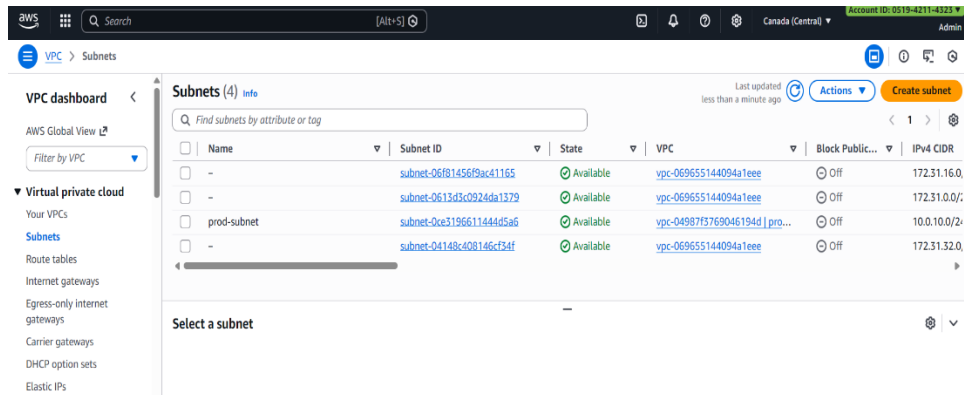 aws Search [Alt+S] Canada (Central) ▼ Account ID: 0519-4211-4323 ▼
Admin
VPC > Subnets
VPC dashboard
AWS Global View
Filter by VPC
Virtual private cloud
Your VPCs
Subnets
Route tables
Internet gateways
Egress-only internet
gateways
Carrier gateways
DHCP option sets
Elastic IPs
Subnets (4) Info
Last updated
less than a minute ago
Actions ▼
Create subnet
Find subnets by attribute or tag
< 1 >
Name Subnet ID State VPC Block Public... IPv4 CIDR
– subnet-06f81456f9ac41165 Available vpc-069655144094a1eee Off 172.31.16.0,
– subnet-0613d3c0924da1379 Available vpc-069655144094a1eee Off 172.31.0.0/2
prod-subnet subnet-0ce3196611444d5a6 Available vpc-04987f3769046194d | pro... Off 10.0.10.0/24
– subnet-04148c408146cf34f Available vpc-069655144094a1eee Off 172.31.32.0,
Select a subnet